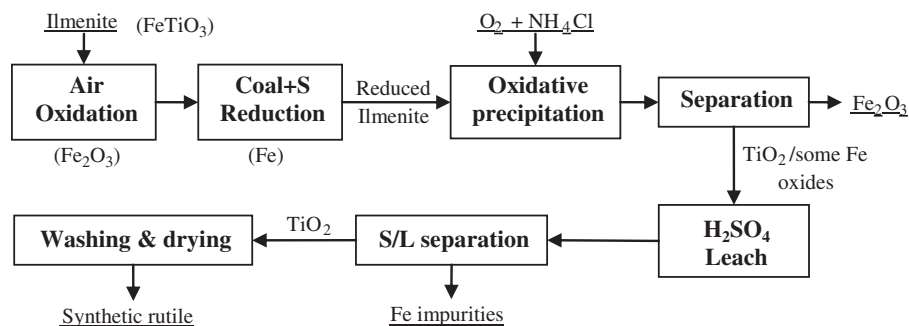 Ilmenite (FeTiO₃)
O₂ + NH₄Cl
Air
Oxidation
Coal+S
Reduction
Reduced
Ilmenite
Oxidative
precipitation
Separation
Fe₂O₃
(Fe₂O₃)
(Fe)
TiO₂/some Fe
oxides
Washing & drying
TiO₂
S/L separation
H₂SO₄
Leach
Synthetic rutile
Fe impurities